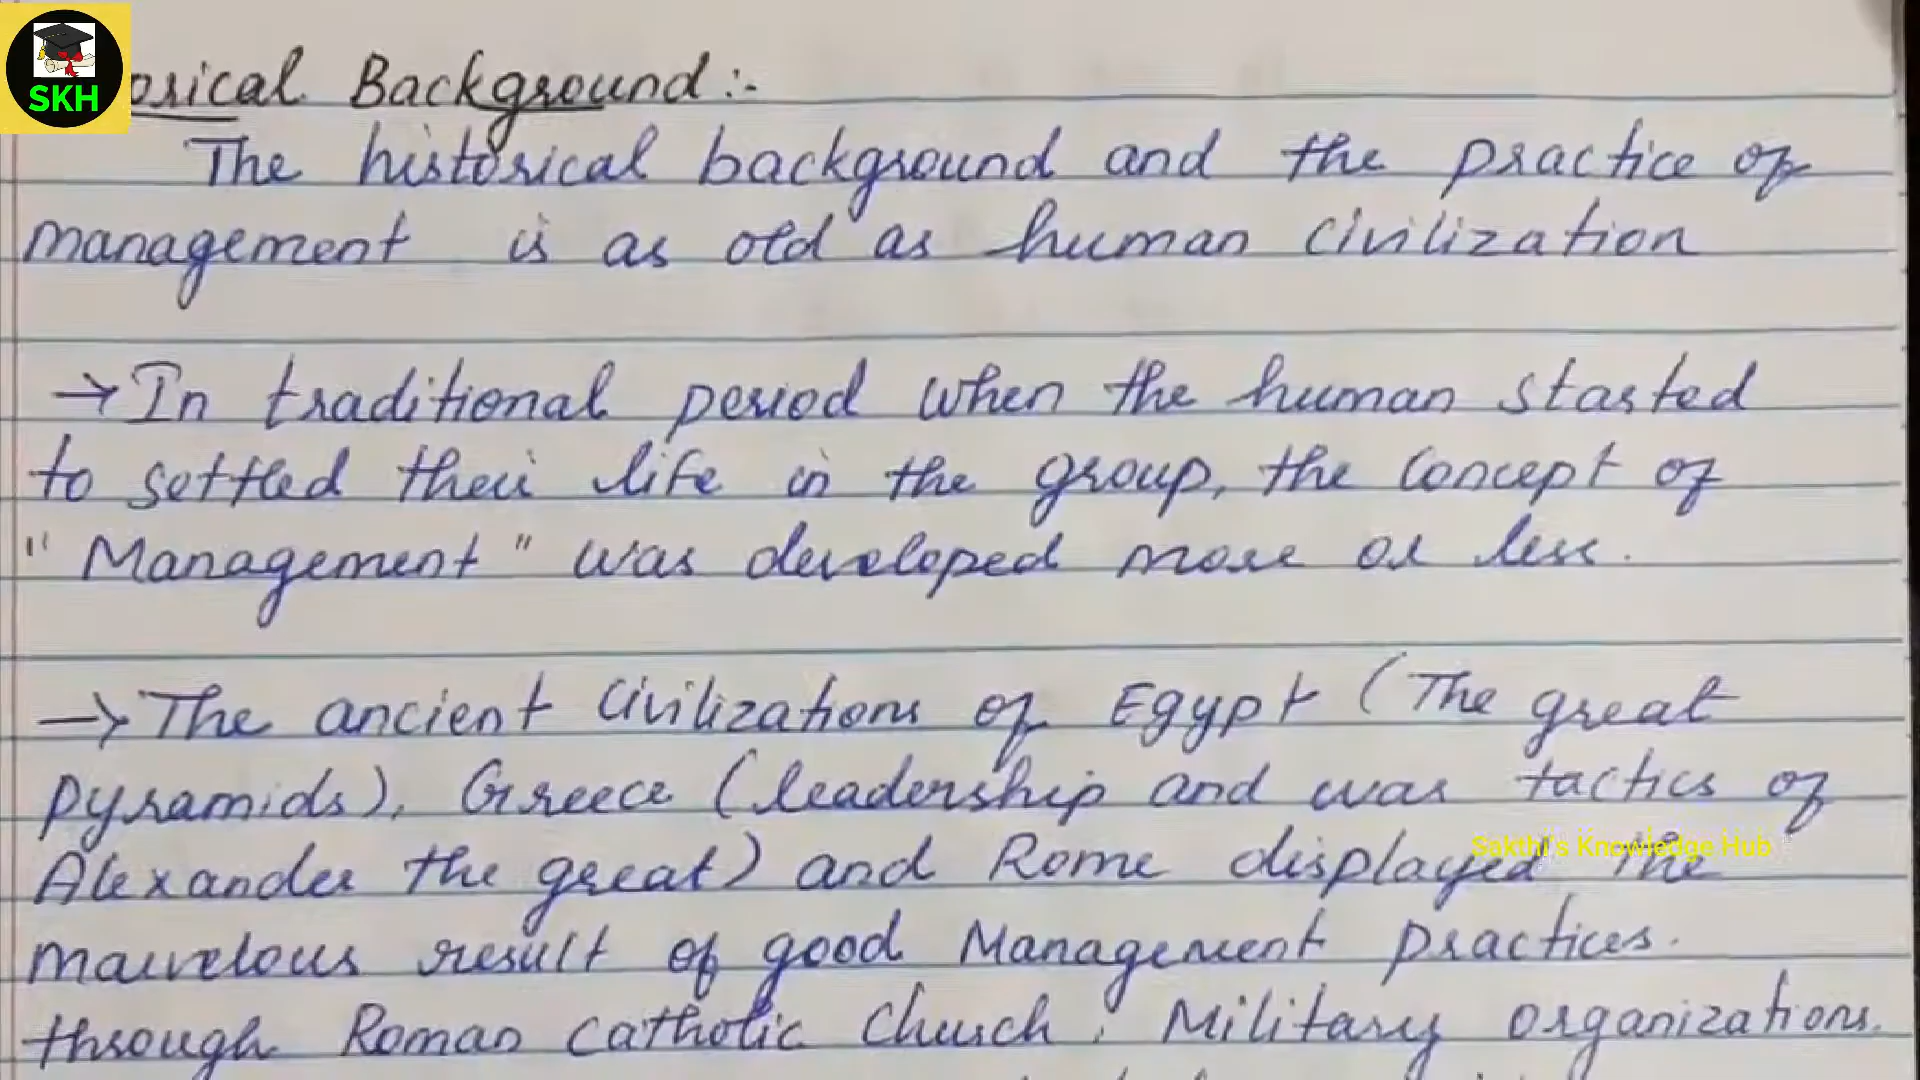 SKH
orical Background :-
The historical background and the practice of
management is as old as human civilization
→ In traditional period when the human started
to settled their life in the group, the concept of
"Management" was developed more or less.
→ The ancient civilizations of Egypt (The great
pyramids), Greece (leadership and war tactics of
Alexander the great) and Rome displayed the
Sakthi's Knowledge Hub
marvelous result of good Management practices.
through Roman Catholic Church, Military organizations.